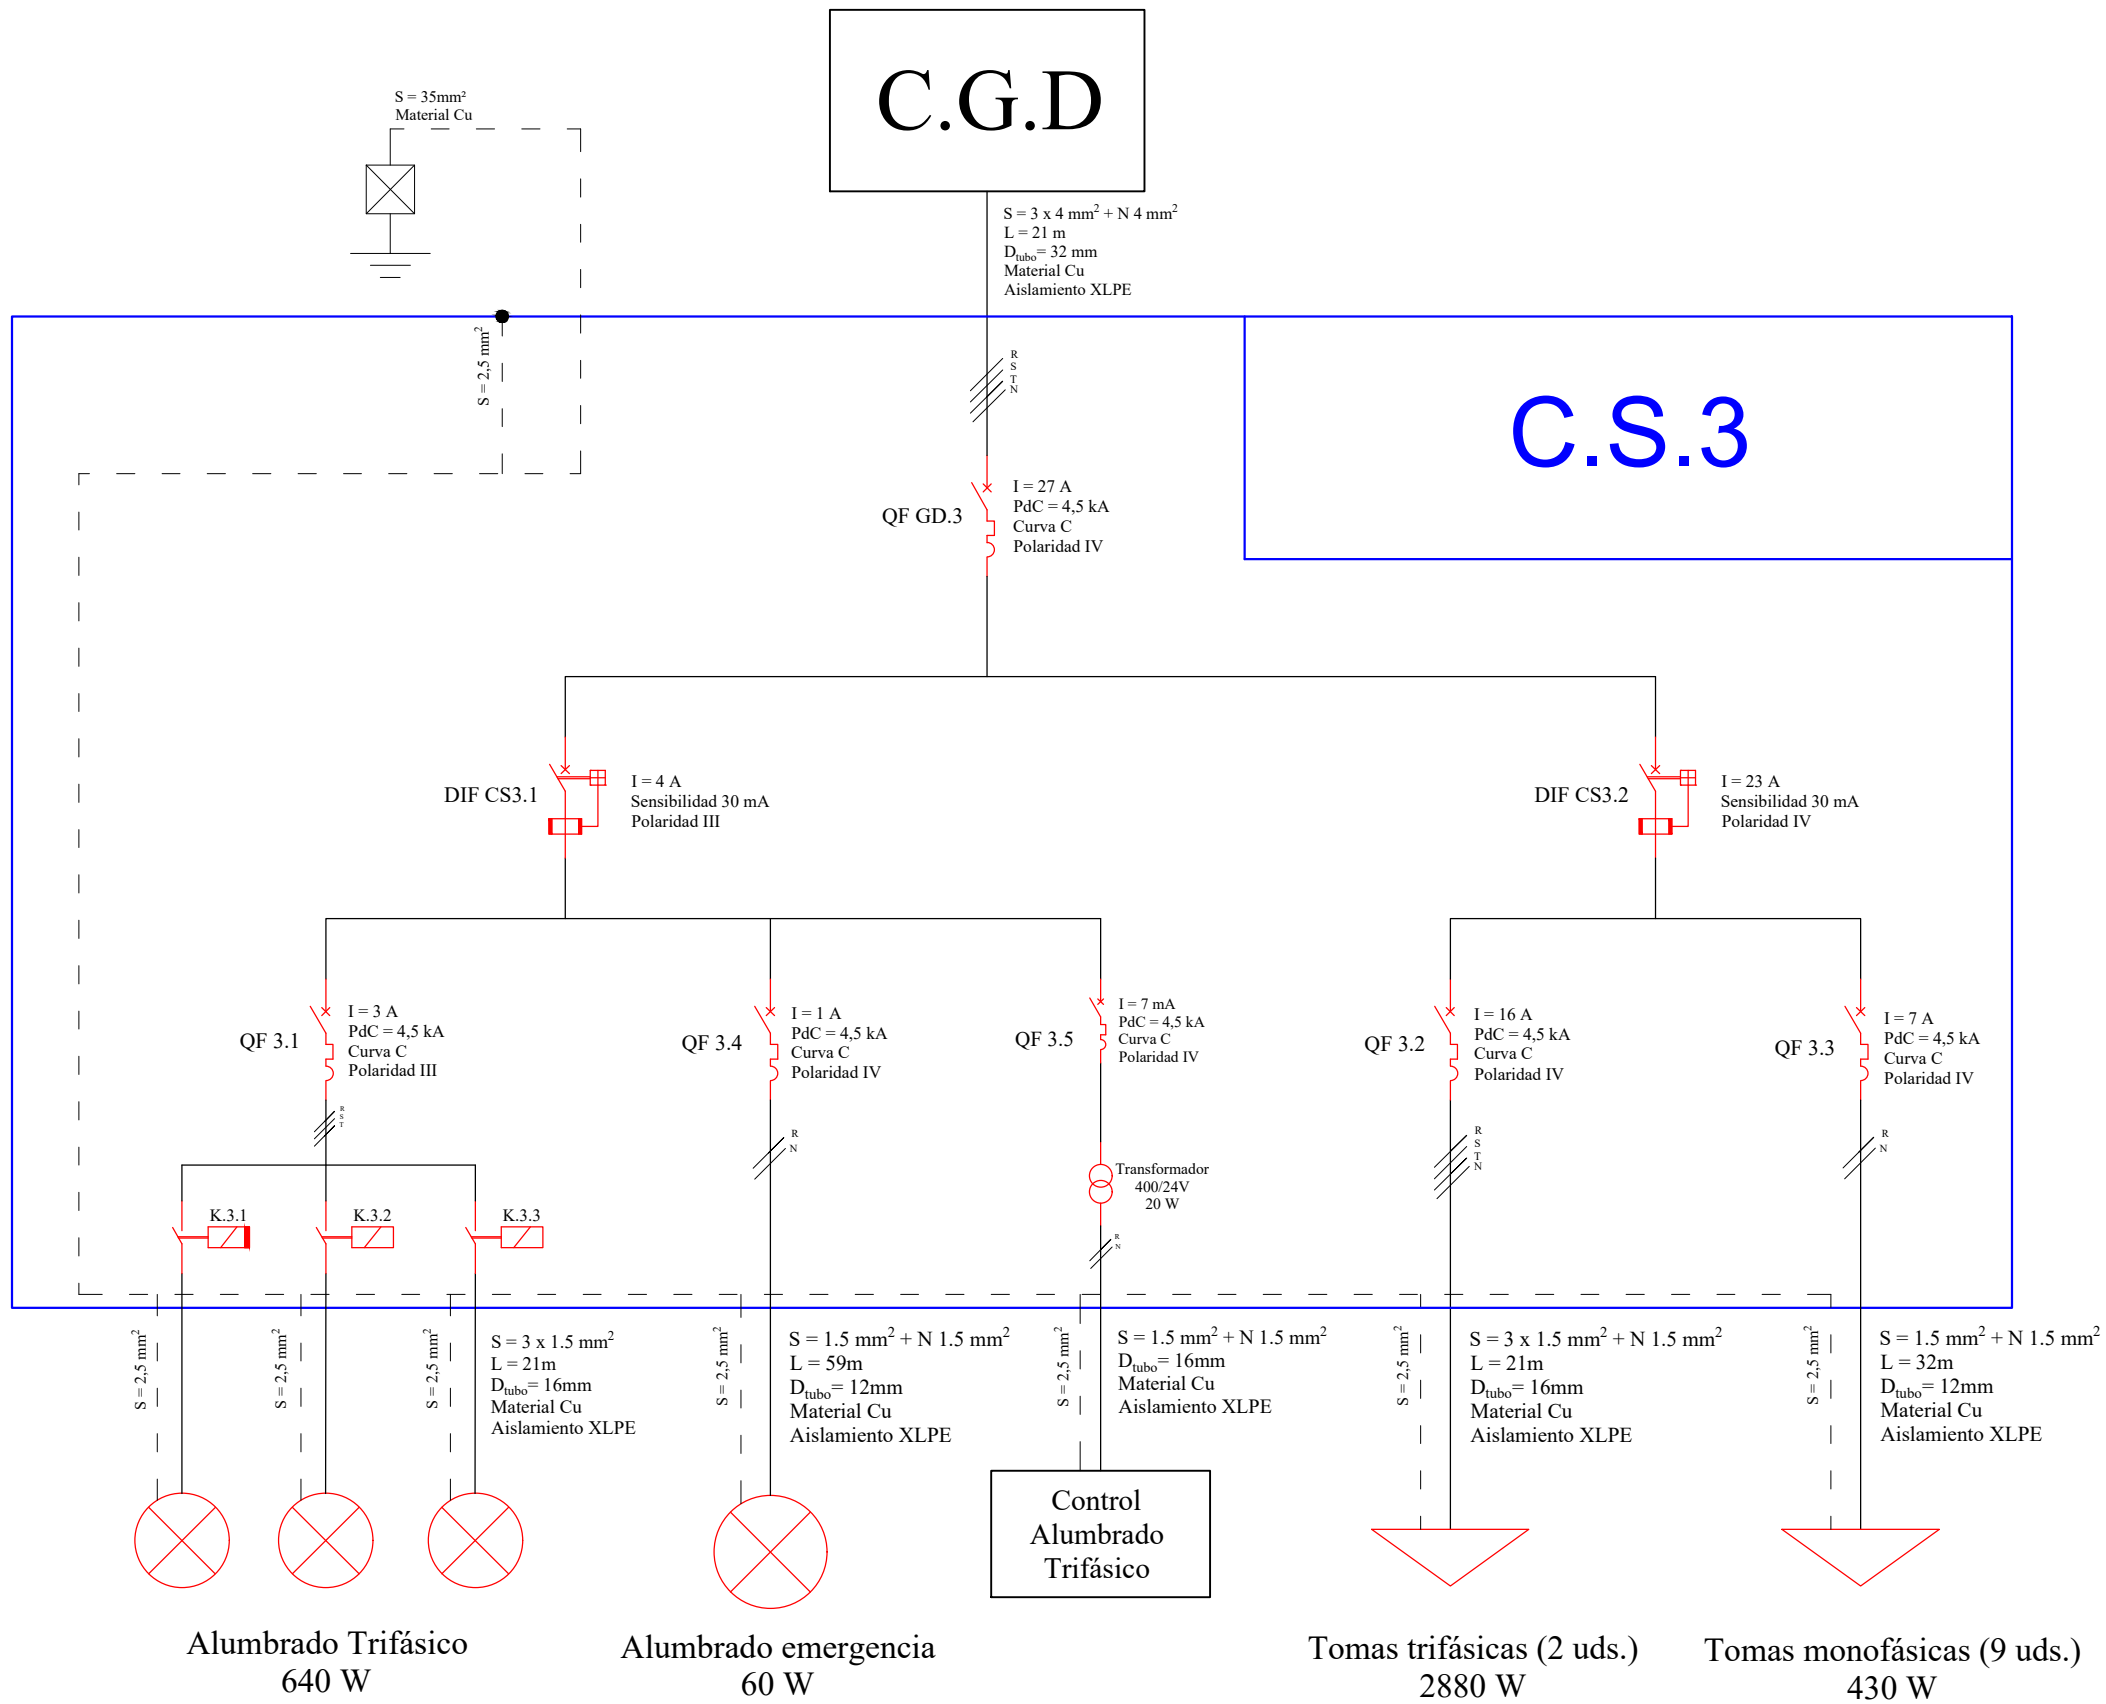 C.G.D
S = 35mm²
Material Cu
S = 3 x 4 mm² + N 4 mm²
L = 21 m
Dtubo= 32 mm
Material Cu
Aislamiento XLPE
S = 2,5 mm²
R
S
T
N
C.S.3
QF GD.3
I = 27 A
PdC = 4,5 kA
Curva C
Polaridad IV
DIF CS3.1
I = 4 A
Sensibilidad 30 mA
Polaridad III
DIF CS3.2
I = 23 A
Sensibilidad 30 mA
Polaridad IV
QF 3.1
I = 3 A
PdC = 4,5 kA
Curva C
Polaridad III
QF 3.4
I = 1 A
PdC = 4,5 kA
Curva C
Polaridad IV
QF 3.5
I = 7 mA
PdC = 4,5 kA
Curva C
Polaridad IV
QF 3.2
I = 16 A
PdC = 4,5 kA
Curva C
Polaridad IV
QF 3.3
I = 7 A
PdC = 4,5 kA
Curva C
Polaridad IV
R
S
T
R
N
Transformador
400/24V
20 W
R
N
R
S
T
N
R
N
K.3.1
K.3.2
K.3.3
S = 2,5 mm²
S = 2,5 mm²
S = 2,5 mm²
S = 3 x 1.5 mm²
L = 21m
Dtubo= 16mm
Material Cu
Aislamiento XLPE
S = 2,5 mm²
S = 1.5 mm² + N 1.5 mm²
L = 59m
Dtubo= 12mm
Material Cu
Aislamiento XLPE
S = 2,5 mm²
S = 1.5 mm² + N 1.5 mm²
Dtubo= 16mm
Material Cu
Aislamiento XLPE
S = 2,5 mm²
S = 3 x 1.5 mm² + N 1.5 mm²
L = 21m
Dtubo= 16mm
Material Cu
Aislamiento XLPE
S = 2,5 mm²
S = 1.5 mm² + N 1.5 mm²
L = 32m
Dtubo= 12mm
Material Cu
Aislamiento XLPE
Control
Alumbrado
Trifásico
Alumbrado Trifásico
640 W
Alumbrado emergencia
60 W
Tomas trifásicas (2 uds.)
2880 W
Tomas monofásicas (9 uds.)
430 W